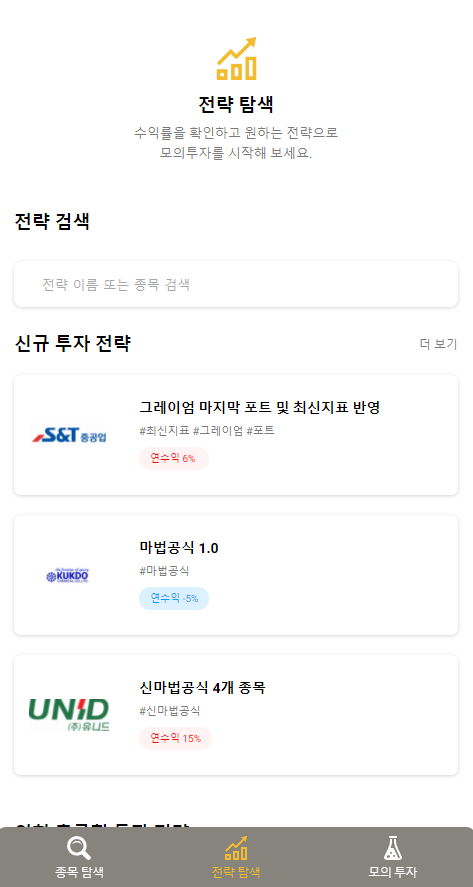 전략 탐색
수익률을 확인하고 원하는 전략으로
모의투자를 시작해 보세요.
전략 검색
전략 이름 또는 종목 검색
신규 투자 전략
더 보기
S&T 중공업
그레이엄 마지막 포트 및 최신지표 반영
#최신지표 #그레이엄 #포트
연수익 6%
KUKDO
마법공식 1.0
#마법공식
연수익 -5%
UNID
(주)유니드
신마법공식 4개 종목
#신마법공식
연수익 15%
종목 탐색
전략 탐색
모의 투자